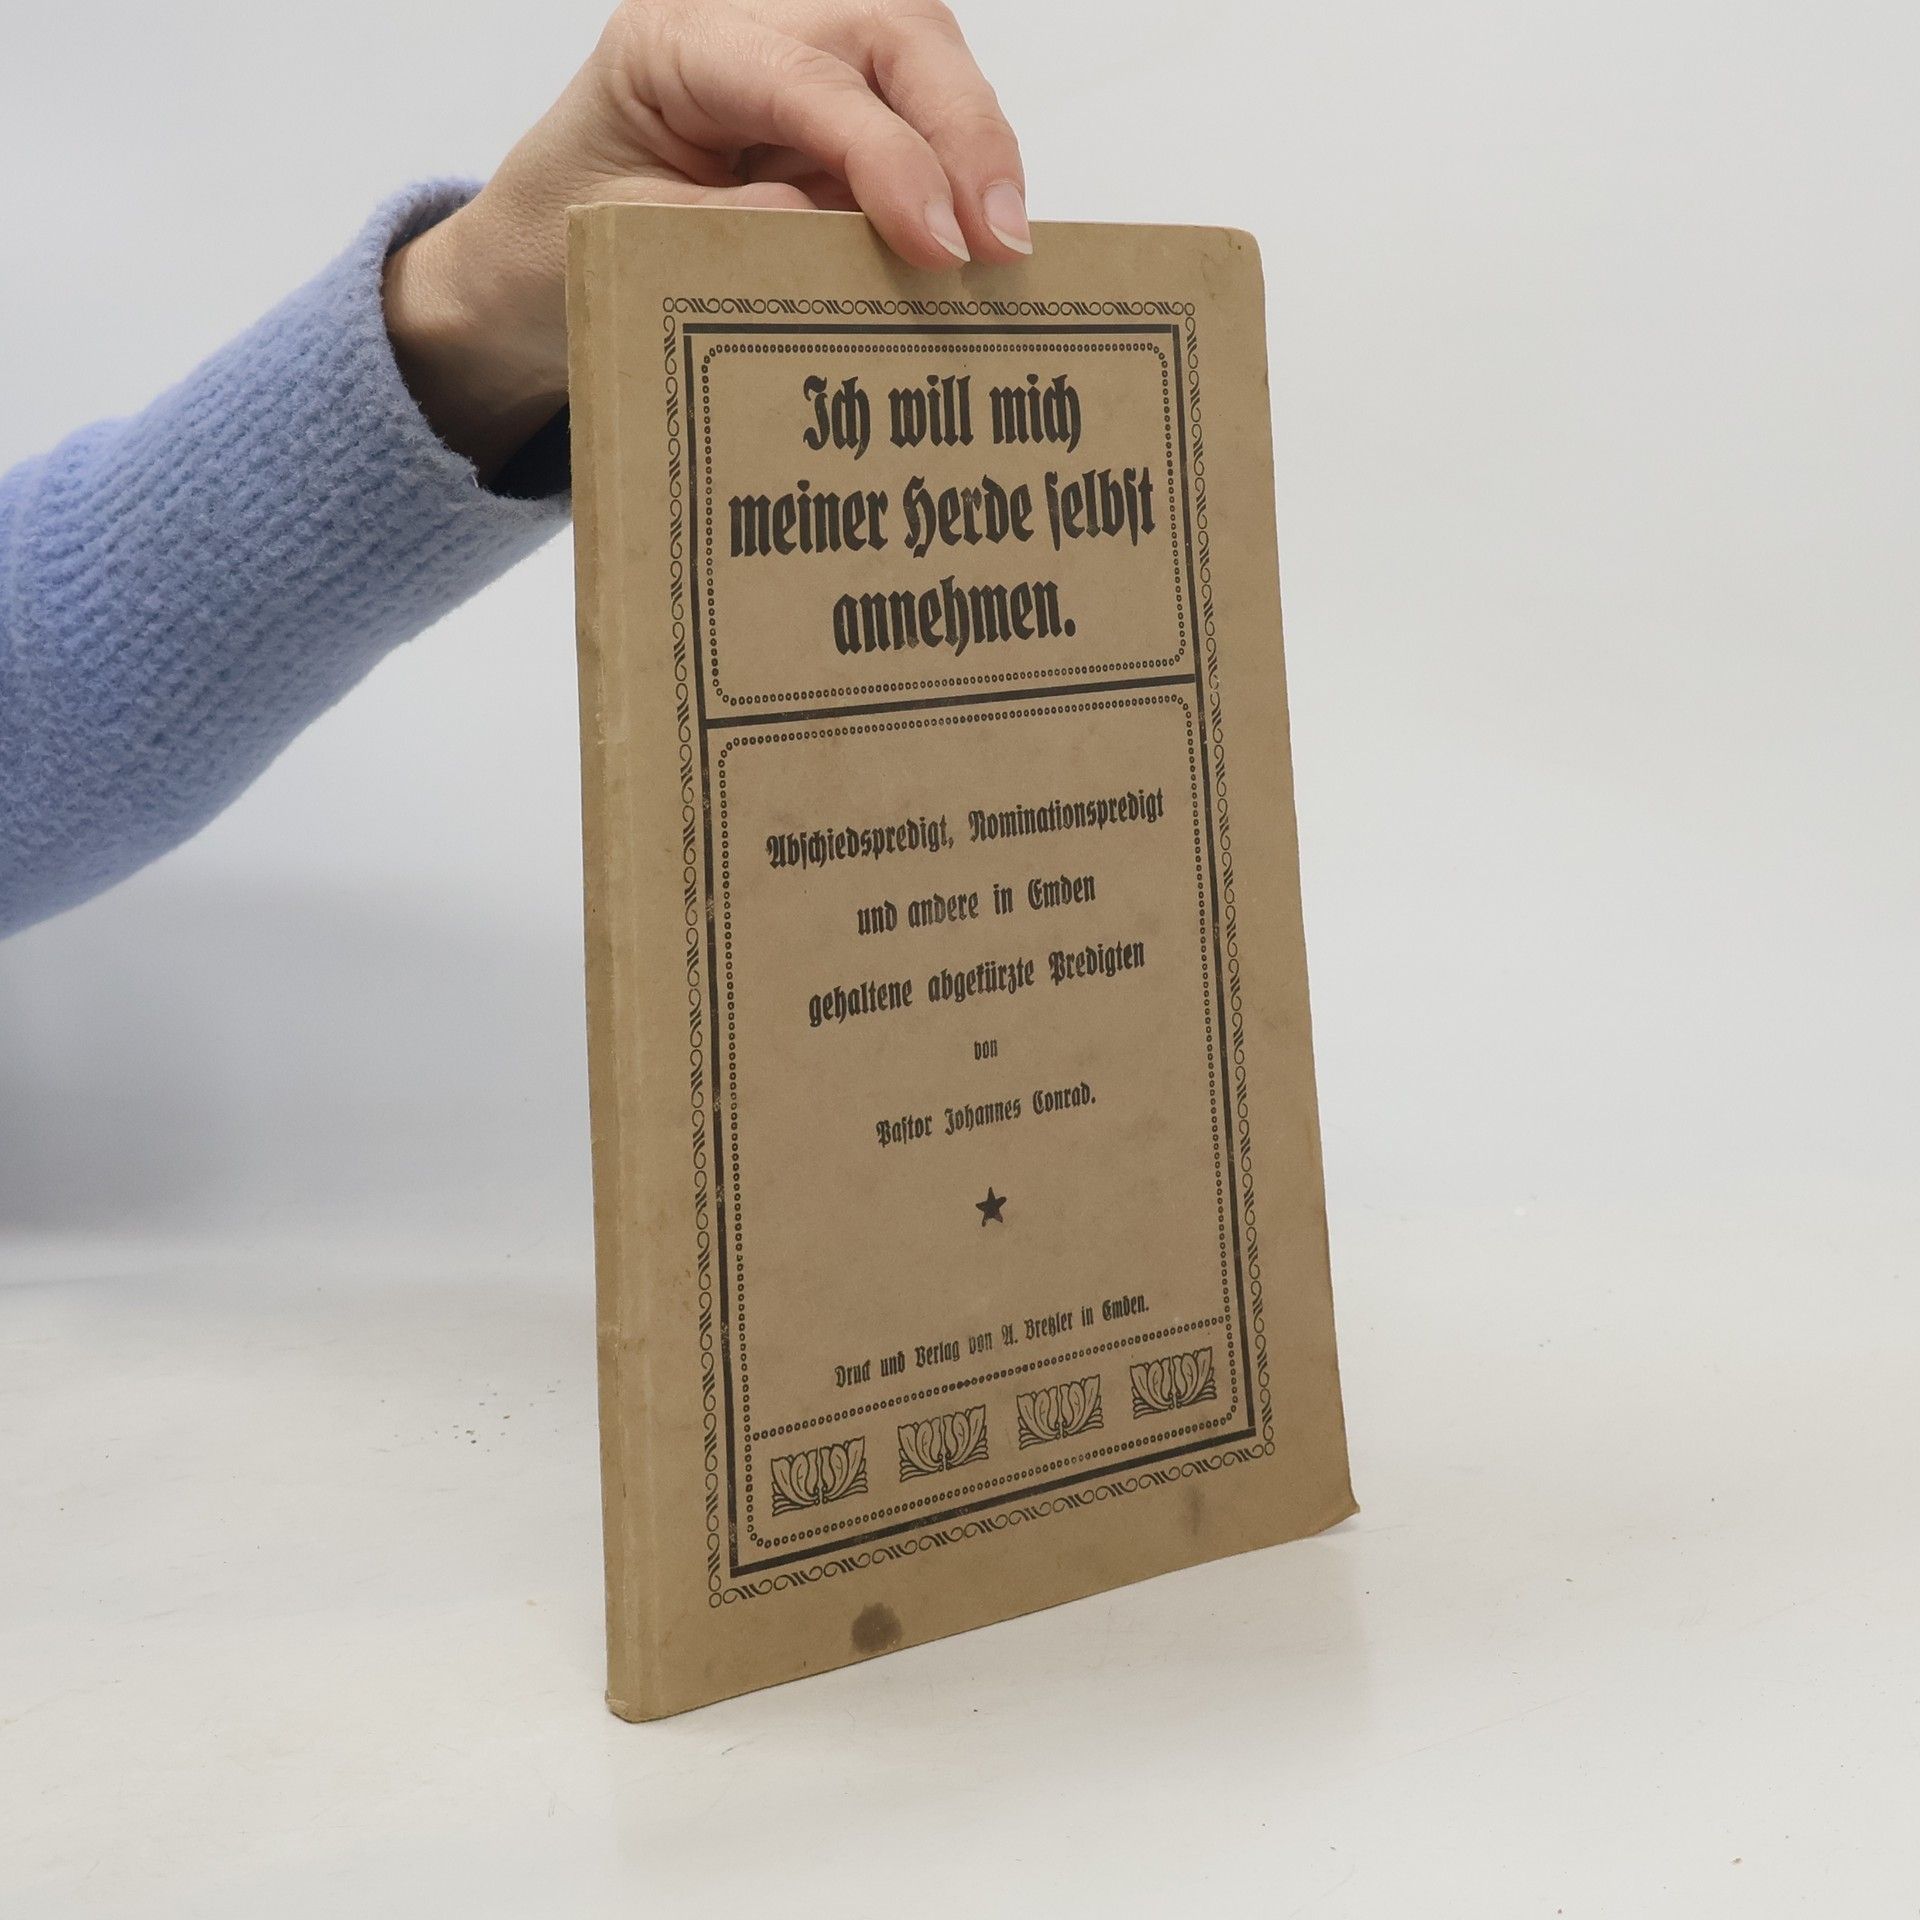 Ich will mich
meiner Herde ſelbſt
annehmen.
Abſchiedspredigt, Nominationspredigt
und andere in Emden
gehaltene abgekürzte Predigten
von
Paſtor Johannes Conrad.
Druck und Verlag von A. Bretzler in Emden.